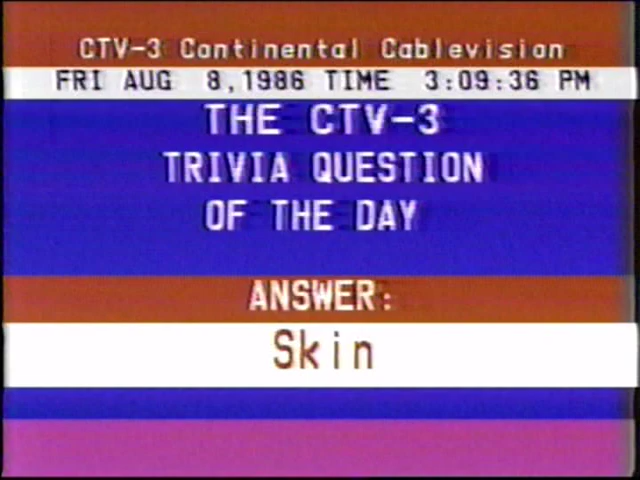 CTV-3 Continental Cablevision
FRI AUG 8,1986 TIME 3:09:36 PM
THE CTV-3
TRIVIA QUESTION
OF THE DAY
ANSWER:
Skin